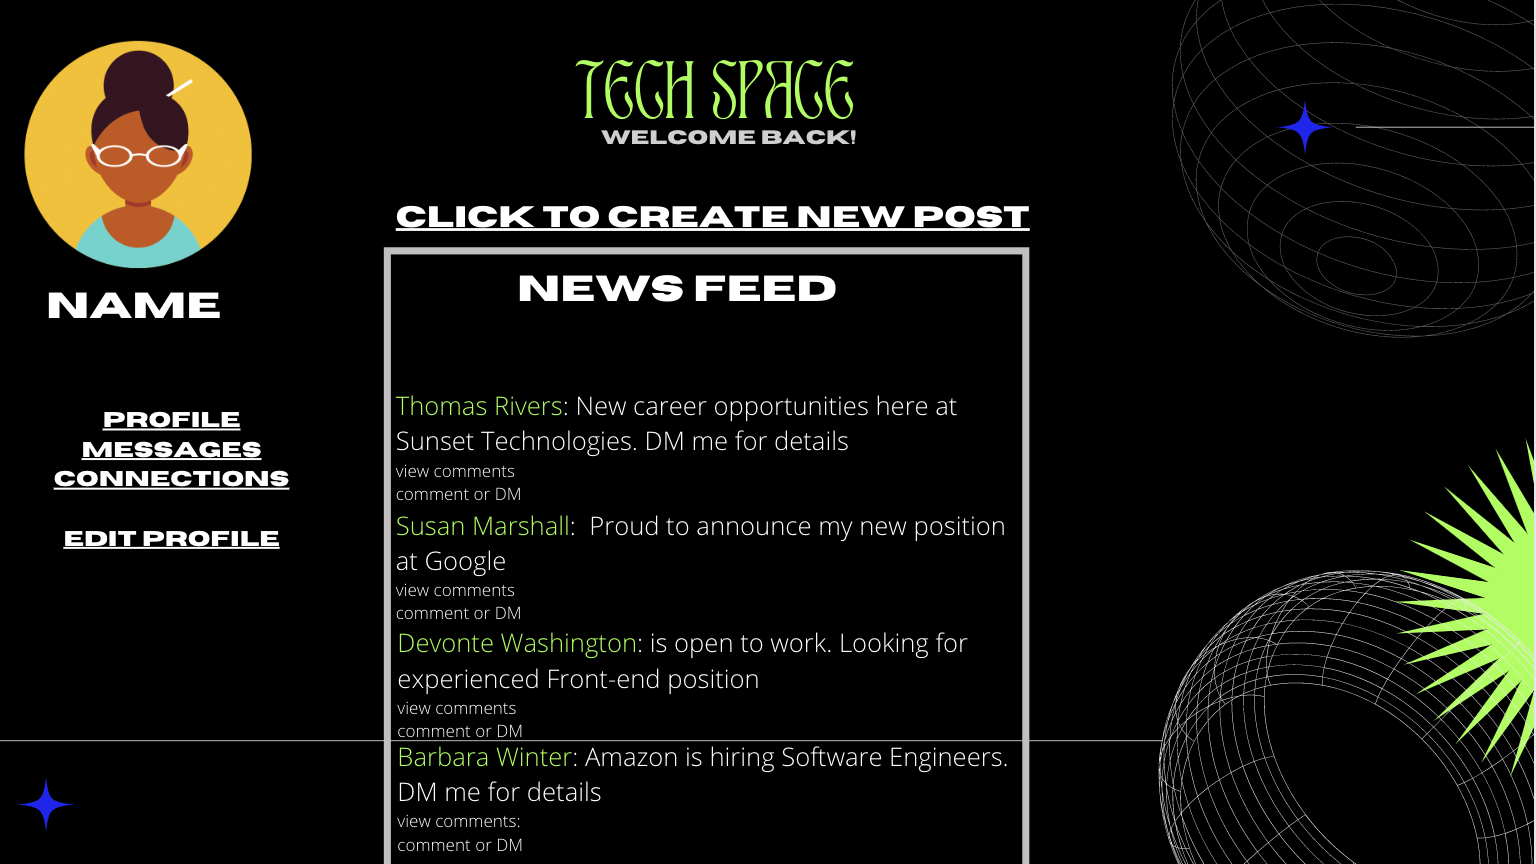 TECH SPACE
WELCOME BACK!
CLICK TO CREATE NEW POST
NAME
PROFILE
MESSAGES
CONNECTIONS
EDIT PROFILE
NEWS FEED
Thomas Rivers: New career opportunities here at
Sunset Technologies. DM me for details
view comments
comment or DM
Susan Marshall:  Proud to announce my new position
at Google
view comments
comment or DM
Devonte Washington: is open to work. Looking for
experienced Front-end position
view comments
comment or DM
Barbara Winter: Amazon is hiring Software Engineers.
DM me for details
view comments:
comment or DM